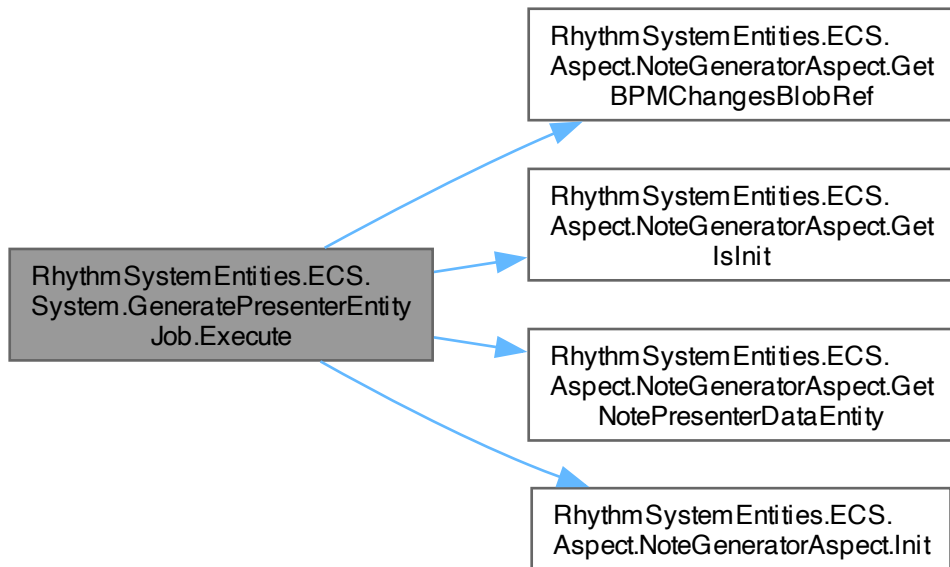 RhythmSystemEntities.ECS.
Aspect.NoteGeneratorAspect.Get
BPMChangesBlobRef
RhythmSystemEntities.ECS.
Aspect.NoteGeneratorAspect.Get
IsInit
RhythmSystemEntities.ECS.
System.GeneratePresenterEntity
Job.Execute
RhythmSystemEntities.ECS.
Aspect.NoteGeneratorAspect.Get
NotePresenterDataEntity
RhythmSystemEntities.ECS.
Aspect.NoteGeneratorAspect.Init